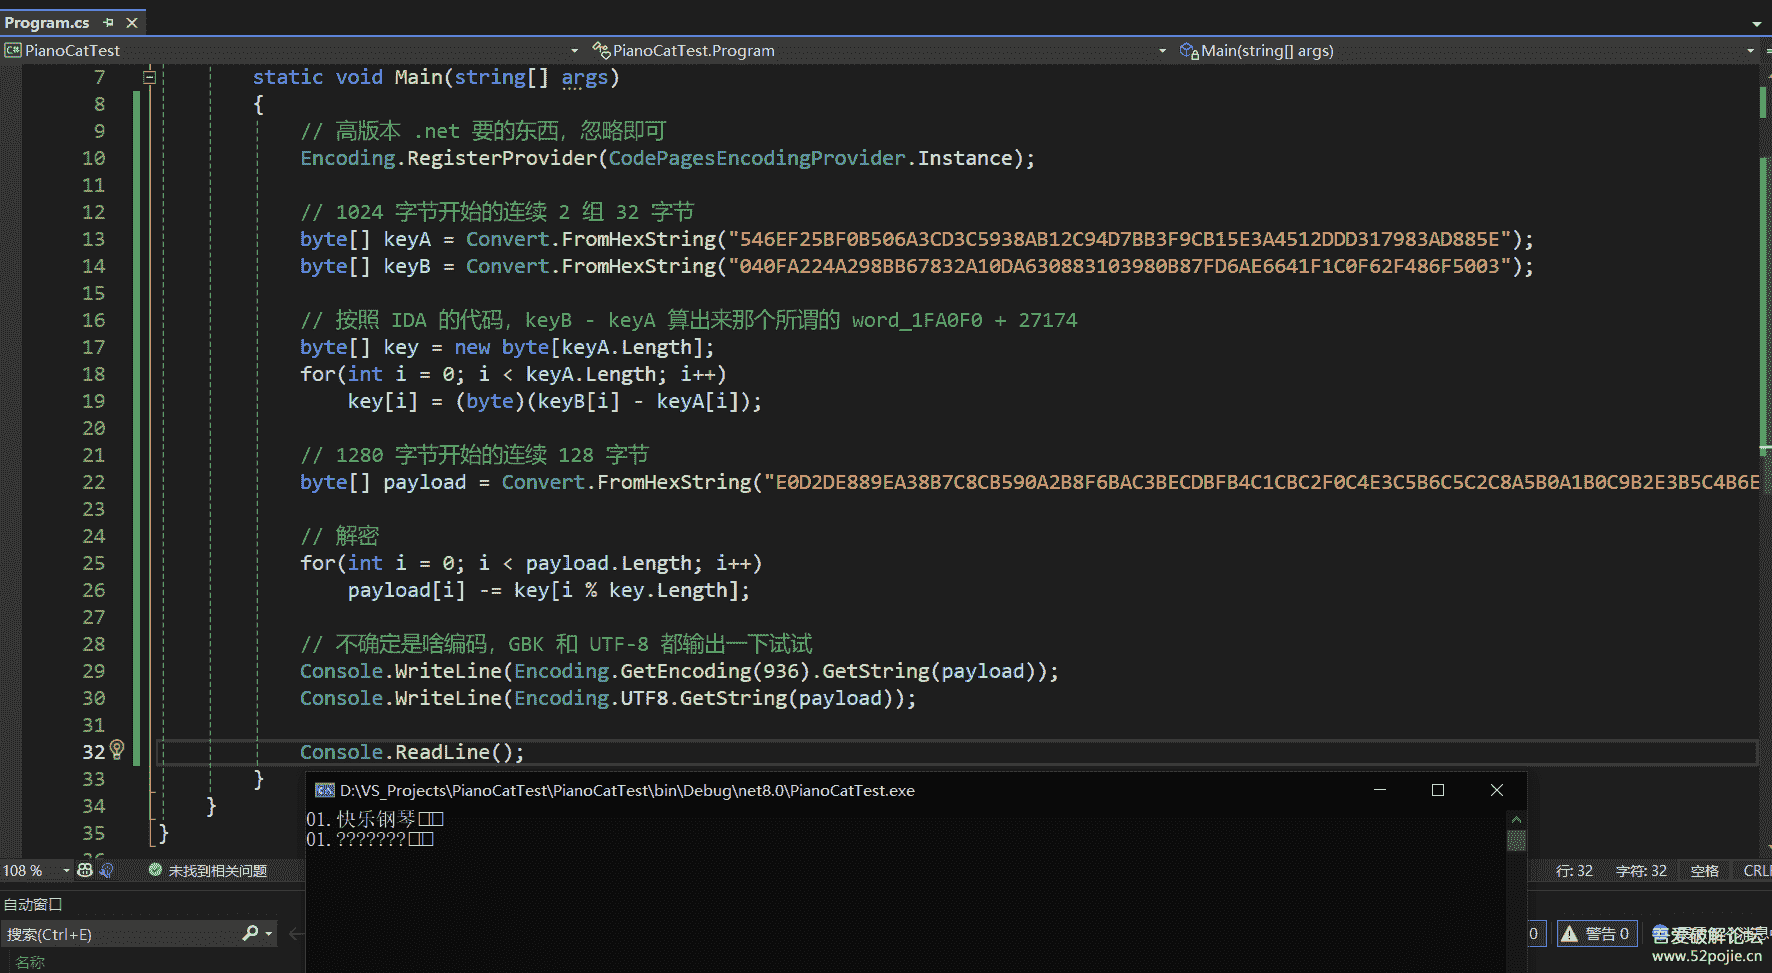 Program.cs
PianoCatTest
PianoCatTest.Program
Main(string[] args)
7 static void Main(string[] args)
8 {
9 // 高版本 .net 要的东西，忽略即可
10 Encoding.RegisterProvider(CodePagesEncodingProvider.Instance);
11
12 // 1024 字节开始的连续 2 组 32 字节
13 byte[] keyA = Convert.FromHexString("546EF25BF0B506A3CD3C5938AB12C94D7BB3F9CB15E3A4512DDD317983AD885E");
14 byte[] keyB = Convert.FromHexString("040FA224A298BB67832A10DA630883103980B87FD6AE6641F1C0F62F486F5003");
15
16 // 按照 IDA 的代码，keyB - keyA 算出来那个所谓的 word_1FA0F0 + 27174
17 byte[] key = new byte[keyA.Length];
18 for(int i = 0; i < keyA.Length; i++)
19 key[i] = (byte)(keyB[i] - keyA[i]);
20
21 // 1280 字节开始的连续 128 字节
22 byte[] payload = Convert.FromHexString("E0D2DE889EA38B7C8CB590A2B8F6BAC3BECDBFB4C1CBC2F0C4E3C5B6C5C2C8A5B0A1B0C9B2E3B5C4B6E
23
24 // 解密
25 for(int i = 0; i < payload.Length; i++)
26 payload[i] -= key[i % key.Length];
27
28 // 不确定是啥编码，GBK 和 UTF-8 都输出一下试试
29 Console.WriteLine(Encoding.GetEncoding(936).GetString(payload));
30 Console.WriteLine(Encoding.UTF8.GetString(payload));
31
32 Console.ReadLine();
33 }
34 }
35 }
D:\VS_Projects\PianoCatTest\PianoCatTest\bin\Debug\net8.0\PianoCatTest.exe
01.快乐钢琴□□
01.???????□□
108 %
未找到相关问题
行: 32
字符: 32
空格
CRL
自动窗口
搜索(Ctrl+E)
0
警告 0
名称
吾爱破解论坛
www.52pojie.cn